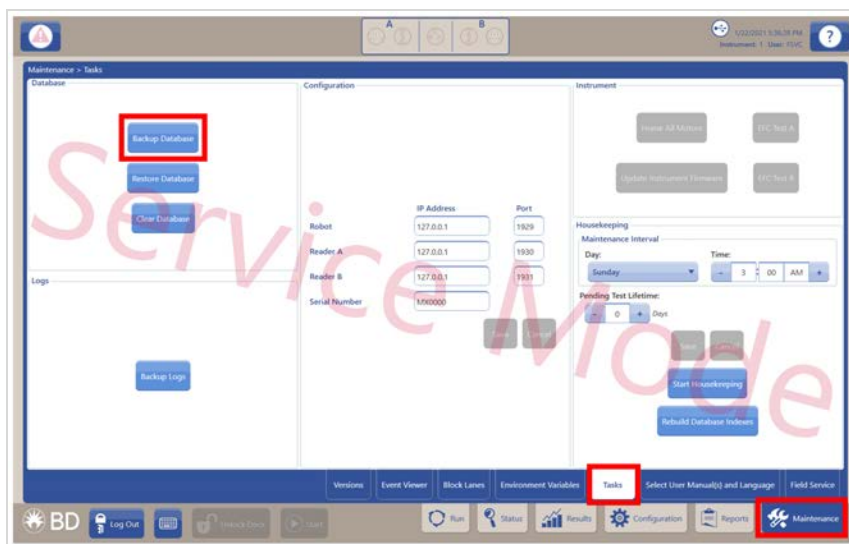 A B
1/22/2021 5:36:28 PM
Instrument: 1 User: FSVC
?
Maintenance > Tasks
Database
Backup Database
Restore Database
Clear Database
Logs
Backup Logs
Configuration
IP Address Port
Robot 127.0.0.1 1929
Reader A 127.0.0.1 1930
Reader B 127.0.0.1 1931
Serial Number MX0000
Save Cancel
Instrument
Home All Motors EFC Test A
Update Instrument Firmware EFC Test B
Housekeeping
Maintenance Interval
Day: Time:
Sunday - 3 : 00 AM +
Pending Test Lifetime:
- 0 + Days
Save Cancel
Start Housekeeping
Rebuild Database Indexes
Service Mode
Versions Event Viewer Block Lanes Environment Variables Tasks Select User Manual(s) and Language Field Service
BD Log Out Unlock Door Start Run Status Results Configuration Reports Maintenance